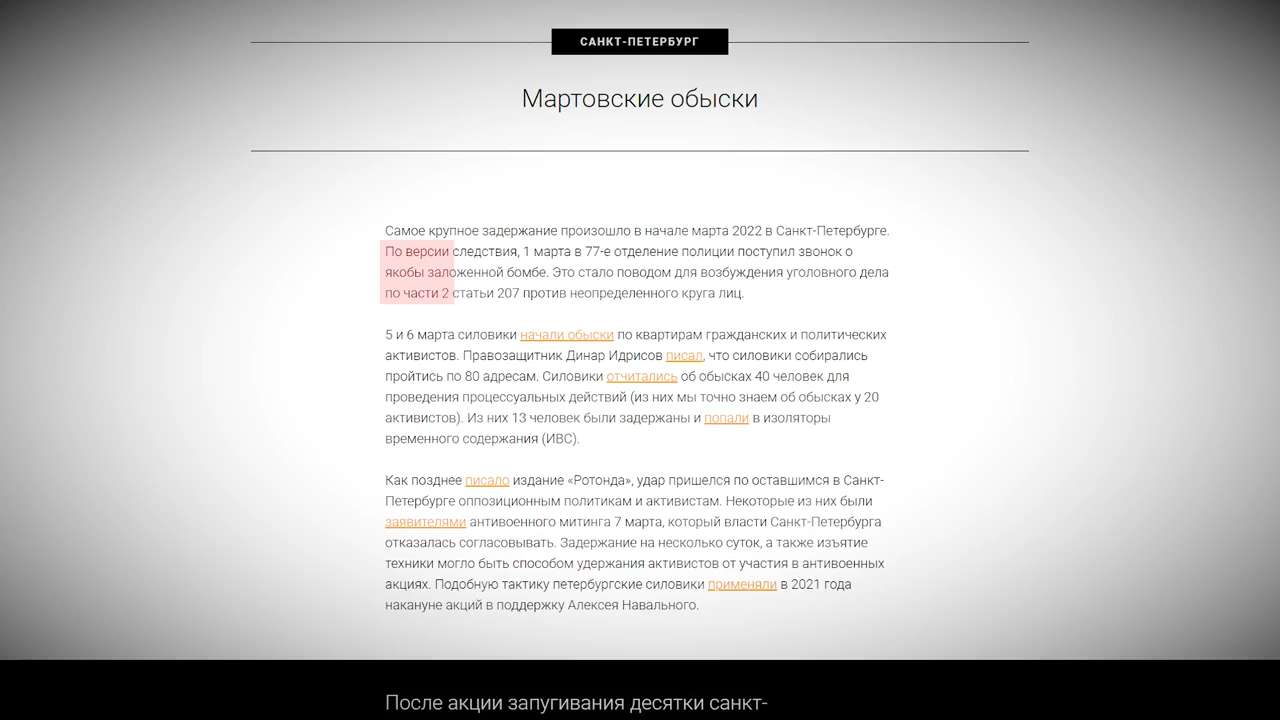 САНКТ-ПЕТЕРБУРГ
Мартовские обыски
Самое крупное задержание произошло в начале марта 2022 в Санкт-Петербурге.
По версии следствия, 1 марта в 77-е отделение полиции поступил звонок о
якобы заложенной бомбе. Это стало поводом для возбуждения уголовного дела
по части 2 статьи 207 против неопределенного круга лиц.
5 и 6 марта силовики начали обыски по квартирам гражданских и политических
активистов. Правозащитник Динар Идрисов писал, что силовики собирались
пройтись по 80 адресам. Силовики отчитались об обысках 40 человек для
проведения процессуальных действий (из них мы точно знаем об обысках у 20
активистов). Из них 13 человек были задержаны и попали в изоляторы
временного содержания (ИВС).
Как позднее писало издание «Ротонда», удар пришелся по оставшимся в Санкт-
Петербурге оппозиционным политикам и активистам. Некоторые из них были
заявителями антивоенного митинга 7 марта, который власти Санкт-Петербурга
отказалась согласовывать. Задержание на несколько суток, а также изъятие
техники могло быть способом удержания активистов от участия в антивоенных
акциях. Подобную тактику петербургские силовики применяли в 2021 года
накануне акций в поддержку Алексея Навального.
После акции запугивания десятки санкт-